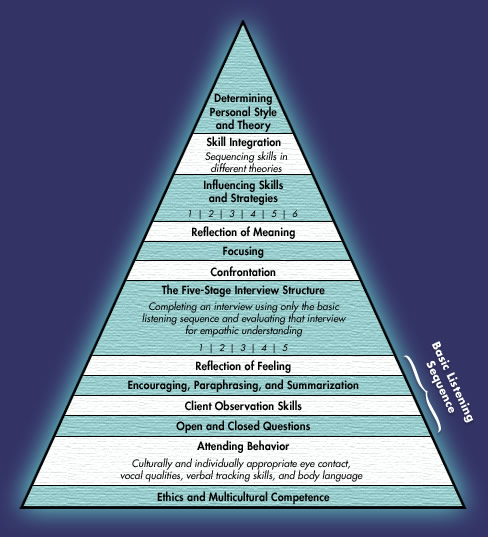 Determining
Personal Style
and Theory
Skill Integration
Sequencing skills in
different theories
Influencing Skills
and Strategies
1 | 2 | 3 | 4 | 5 | 6
Reflection of Meaning
Focusing
Confrontation
The Five-Stage Interview Structure
Completing an interview using only the basic
listening sequence and evaluating that interview
for empathic understanding
1 | 2 | 3 | 4 | 5
Reflection of Feeling
Encouraging, Paraphrasing, and Summarization
Client Observation Skills
Open and Closed Questions
Basic Listening
Sequence
Attending Behavior
Culturally and individually appropriate eye contact,
vocal qualities, verbal tracking skills, and body language
Ethics and Multicultural Competence